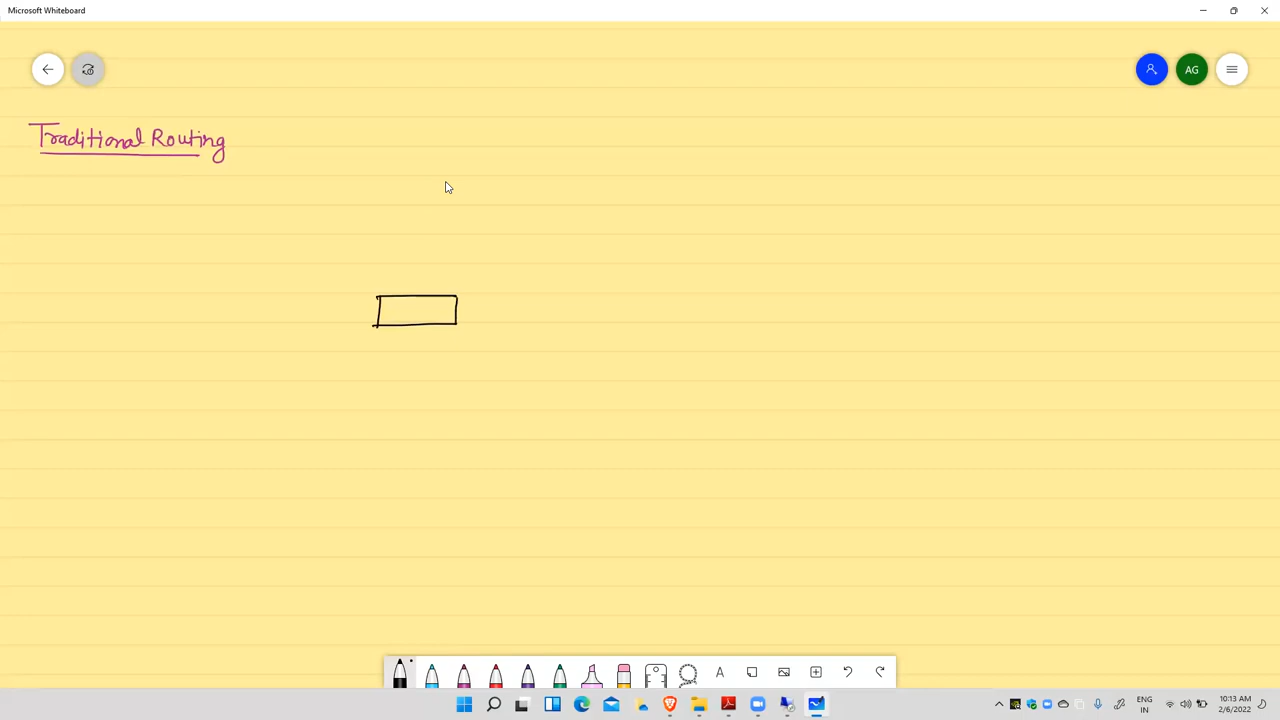 Microsoft Whiteboard
AG
Traditional Routing
A
ENG
IN
10:13 AM
2/6/2022